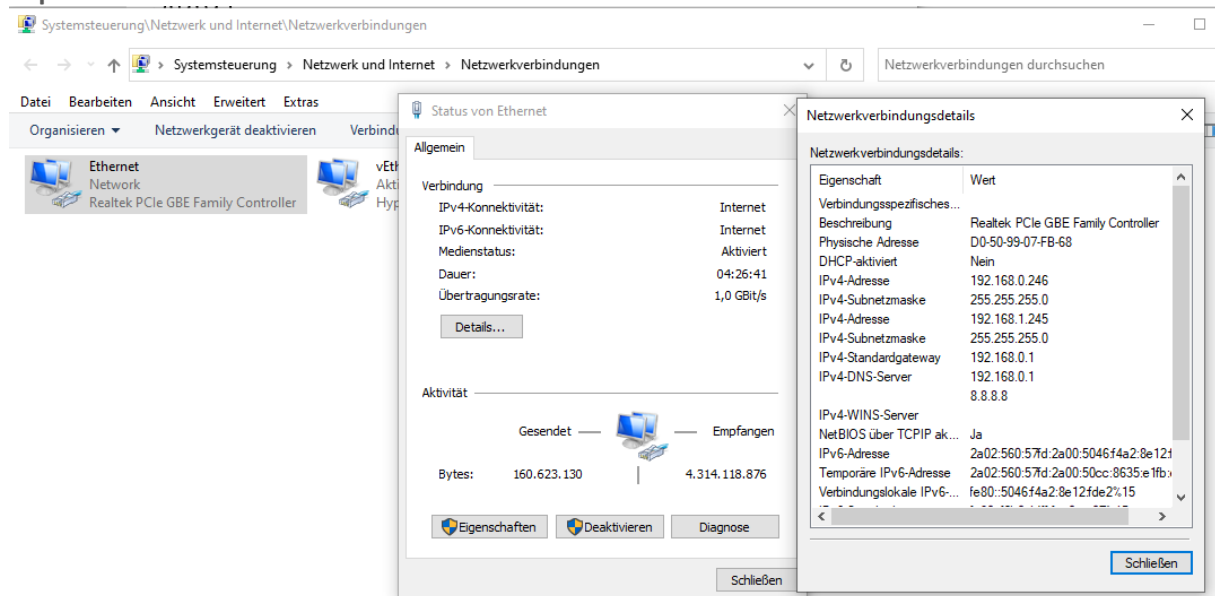 Systemsteuerung\Netzwerk und Internet\Netzwerkverbindungen
Systemsteuerung > Netzwerk und Internet > Netzwerkverbindungen
Netzwerkverbindungen durchsuchen
Datei Bearbeiten Ansicht Erweitert Extras
Organisieren Netzwerkgerät deaktivieren
Ethernet
Network
Realtek PCIe GBE Family Controller
Status von Ethernet
Allgemein
Verbindung
IPv4-Konnektivität: Internet
IPv6-Konnektivität: Internet
Medienstatus: Aktiviert
Dauer: 04:26:41
Übertragungsrate: 1,0 GBit/s
Details...
Aktivität
Gesendet — — Empfangen
Bytes: 160.623.130 4.314.118.876
Eigenschaften Deaktivieren Diagnose
Schließen
Netzwerkverbindungsdetails
Netzwerkverbindungsdetails:
Eigenschaft Wert
Verbindungsspezifisches...
Beschreibung Realtek PCIe GBE Family Controller
Physische Adresse D0-50-99-07-FB-68
DHCP-aktiviert Nein
IPv4-Adresse 192.168.0.246
IPv4-Subnetzmaske 255.255.255.0
IPv4-Adresse 192.168.1.245
IPv4-Subnetzmaske 255.255.255.0
IPv4-Standardgateway 192.168.0.1
IPv4-DNS-Server 192.168.0.1
8.8.8.8
IPv4-WINS-Server
NetBIOS über TCPIP ak... Ja
IPv6-Adresse 2a02:560:57fd:2a00:5046:f4a2:8e12:f
Temporäre IPv6-Adresse 2a02:560:57fd:2a00:50cc:8635:e1fb:
Verbindungslokale IPv6-... fe80::5046:f4a2:8e12:fde2%15
Schließen